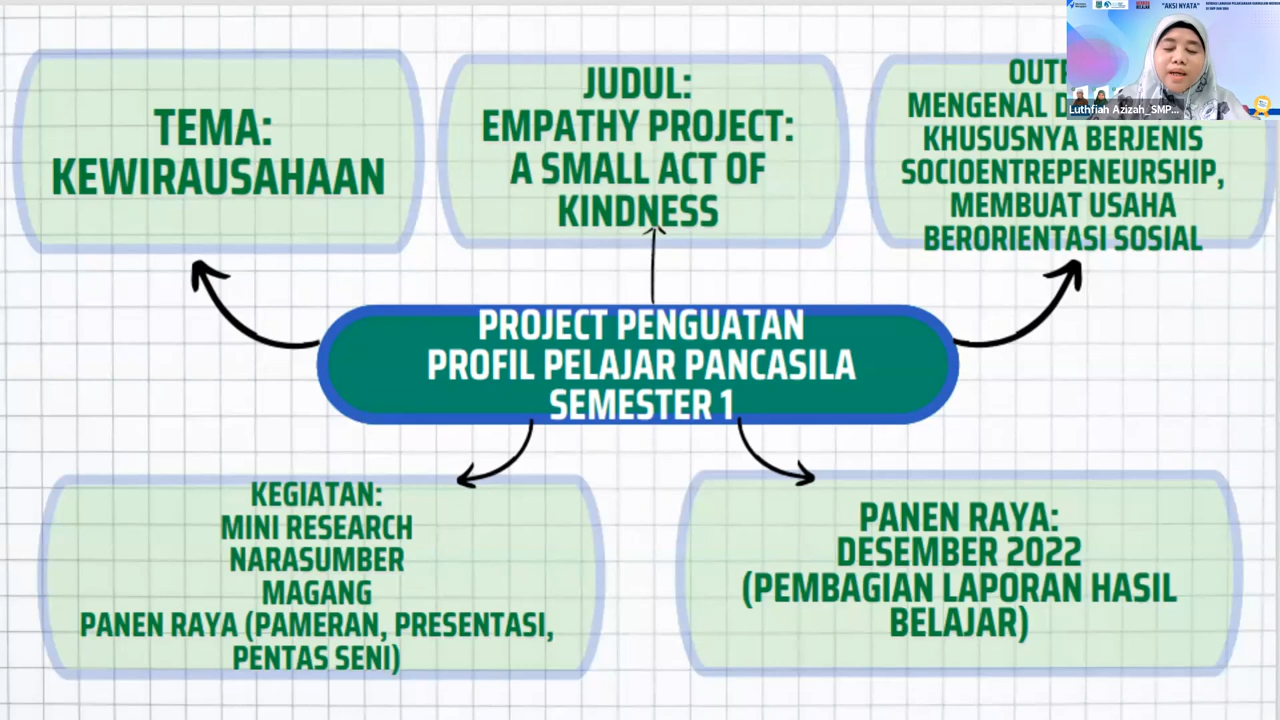 TEMA:
KEWIRAUSAHAAN
JUDUL:
EMPATHY PROJECT:
A SMALL ACT OF
KINDNESS
MENGENAL
KHUSUSNYA BERJENIS
SOCIOENTREPENEURSHIP,
MEMBUAT USAHA
BERORIENTASI SOSIAL
"AKSI NYATA"
Luthfiah Azizah_SMP...
PROJECT PENGUATAN
PROFIL PELAJAR PANCASILA
SEMESTER 1
KEGIATAN:
MINI RESEARCH
NARASUMBER
MAGANG
PANEN RAYA (PAMERAN, PRESENTASI,
PENTAS SENI)
PANEN RAYA:
DESEMBER 2022
(PEMBAGIAN LAPORAN HASIL
BELAJAR)